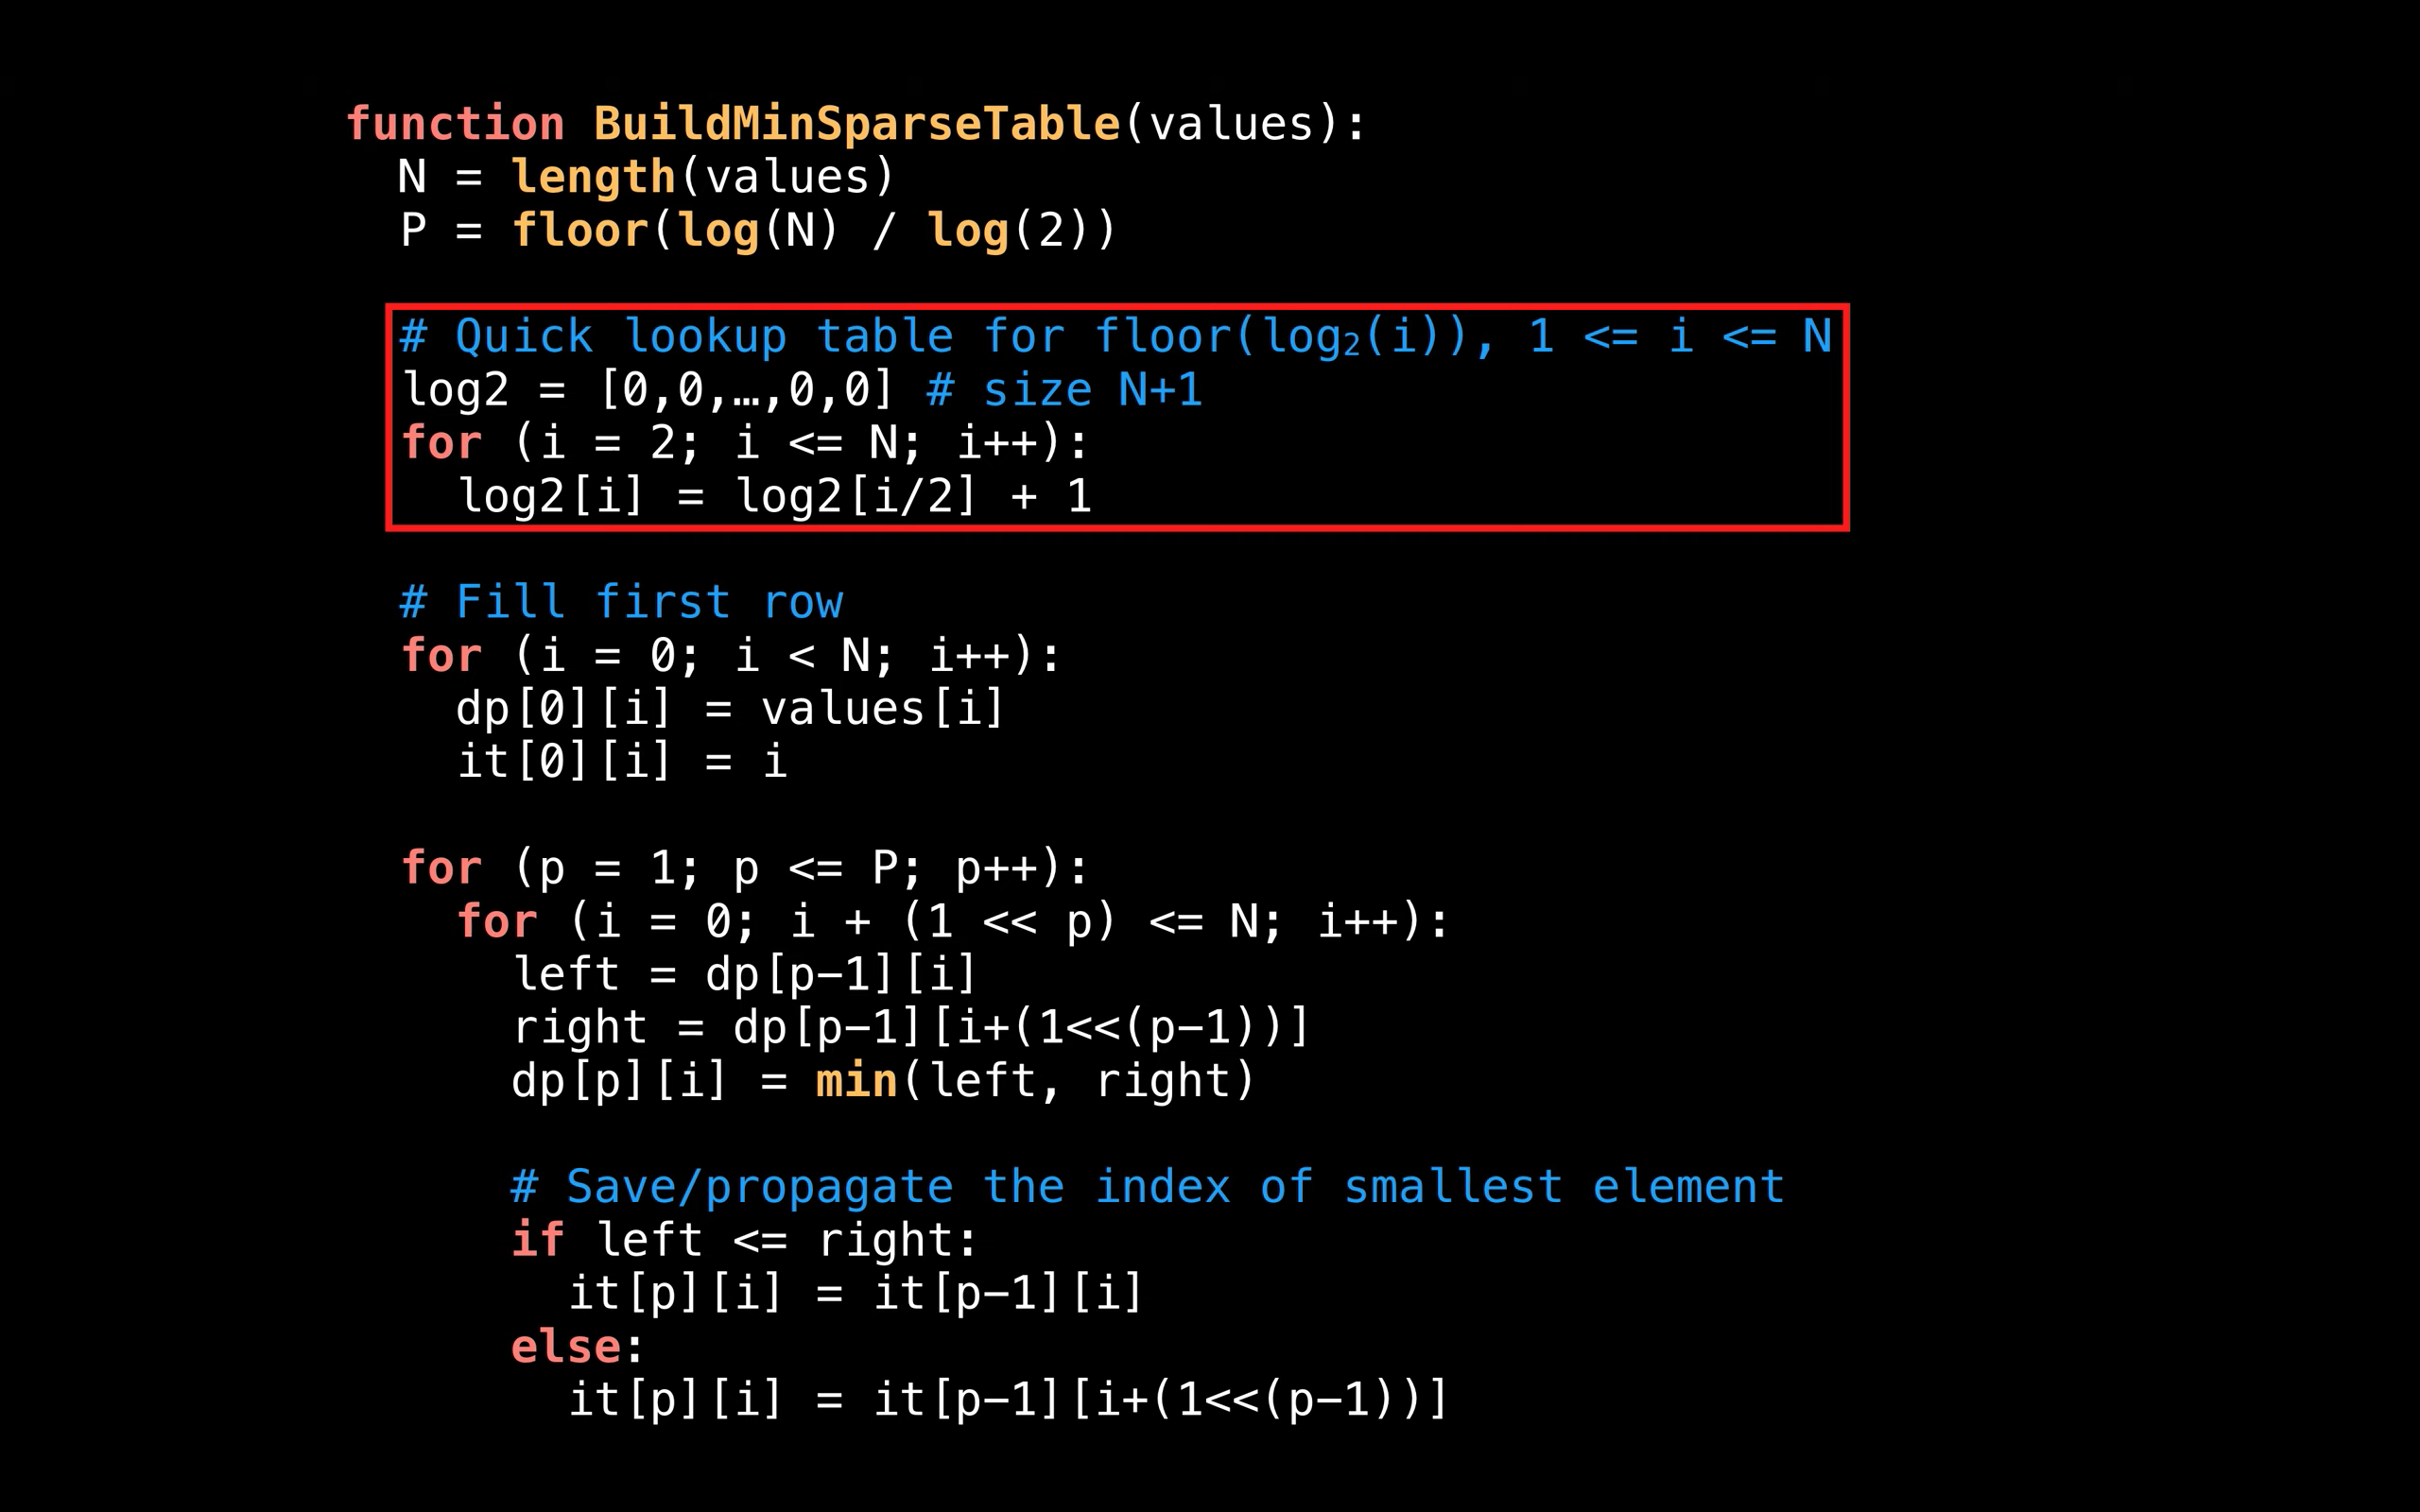 function BuildMinSparseTable(values):
  N = length(values)
  P = floor(log(N) / log(2))
  # Quick lookup table for floor(log₂(i)), 1 <= i <= N
  log2 = [0,0,…,0,0] # size N+1
  for (i = 2; i <= N; i++):
    log2[i] = log2[i/2] + 1
  # Fill first row
  for (i = 0; i < N; i++):
    dp[0][i] = values[i]
    it[0][i] = i
  for (p = 1; p <= P; p++):
    for (i = 0; i + (1 << p) <= N; i++):
      left = dp[p−1][i]
      right = dp[p−1][i+(1<<(p−1))]
      dp[p][i] = min(left, right)
      # Save/propagate the index of smallest element
      if left <= right:
        it[p][i] = it[p−1][i]
      else:
        it[p][i] = it[p−1][i+(1<<(p−1))]